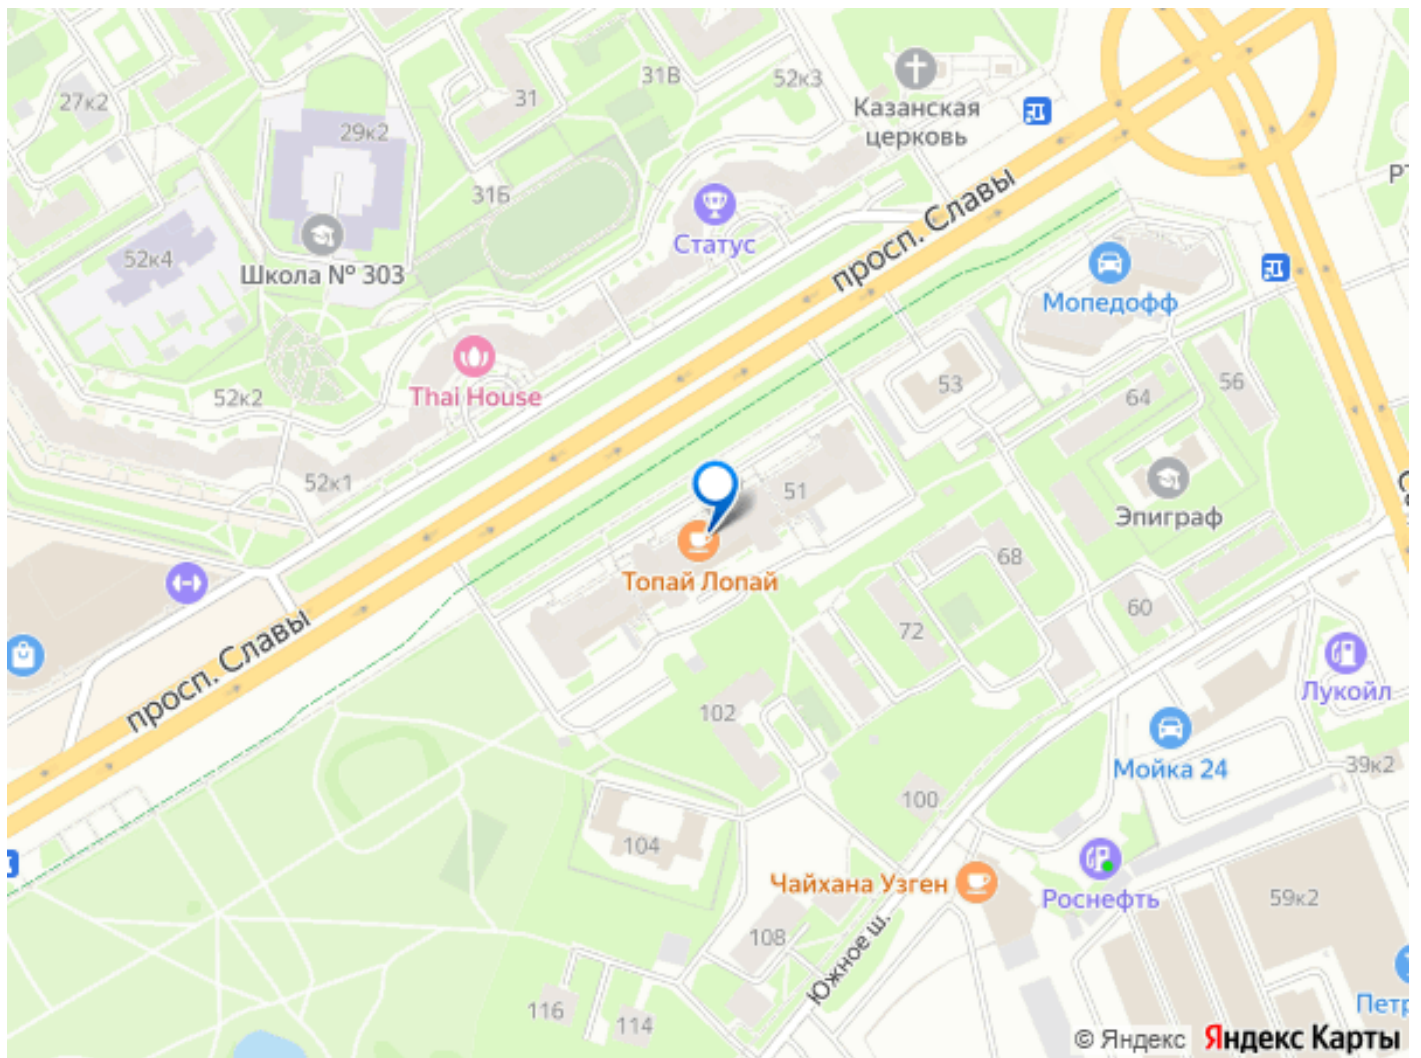 31В
52к3
27к2
31
Казанская
церковь
29к2
31Б
просп. Славы
Статус
52к4
Школа № 303
Мопедофф
Thai House
52к2
53
64
56
52к1
51
Эпиграф
Топай Лопай
68
60
72
просп. Славы
Лукойл
102
Мойка 24
39к2
100
104
Чайхана Узген
Роснефть
59к2
108
Южное ш.
116
114
© Яндекс
Яндекс Карты